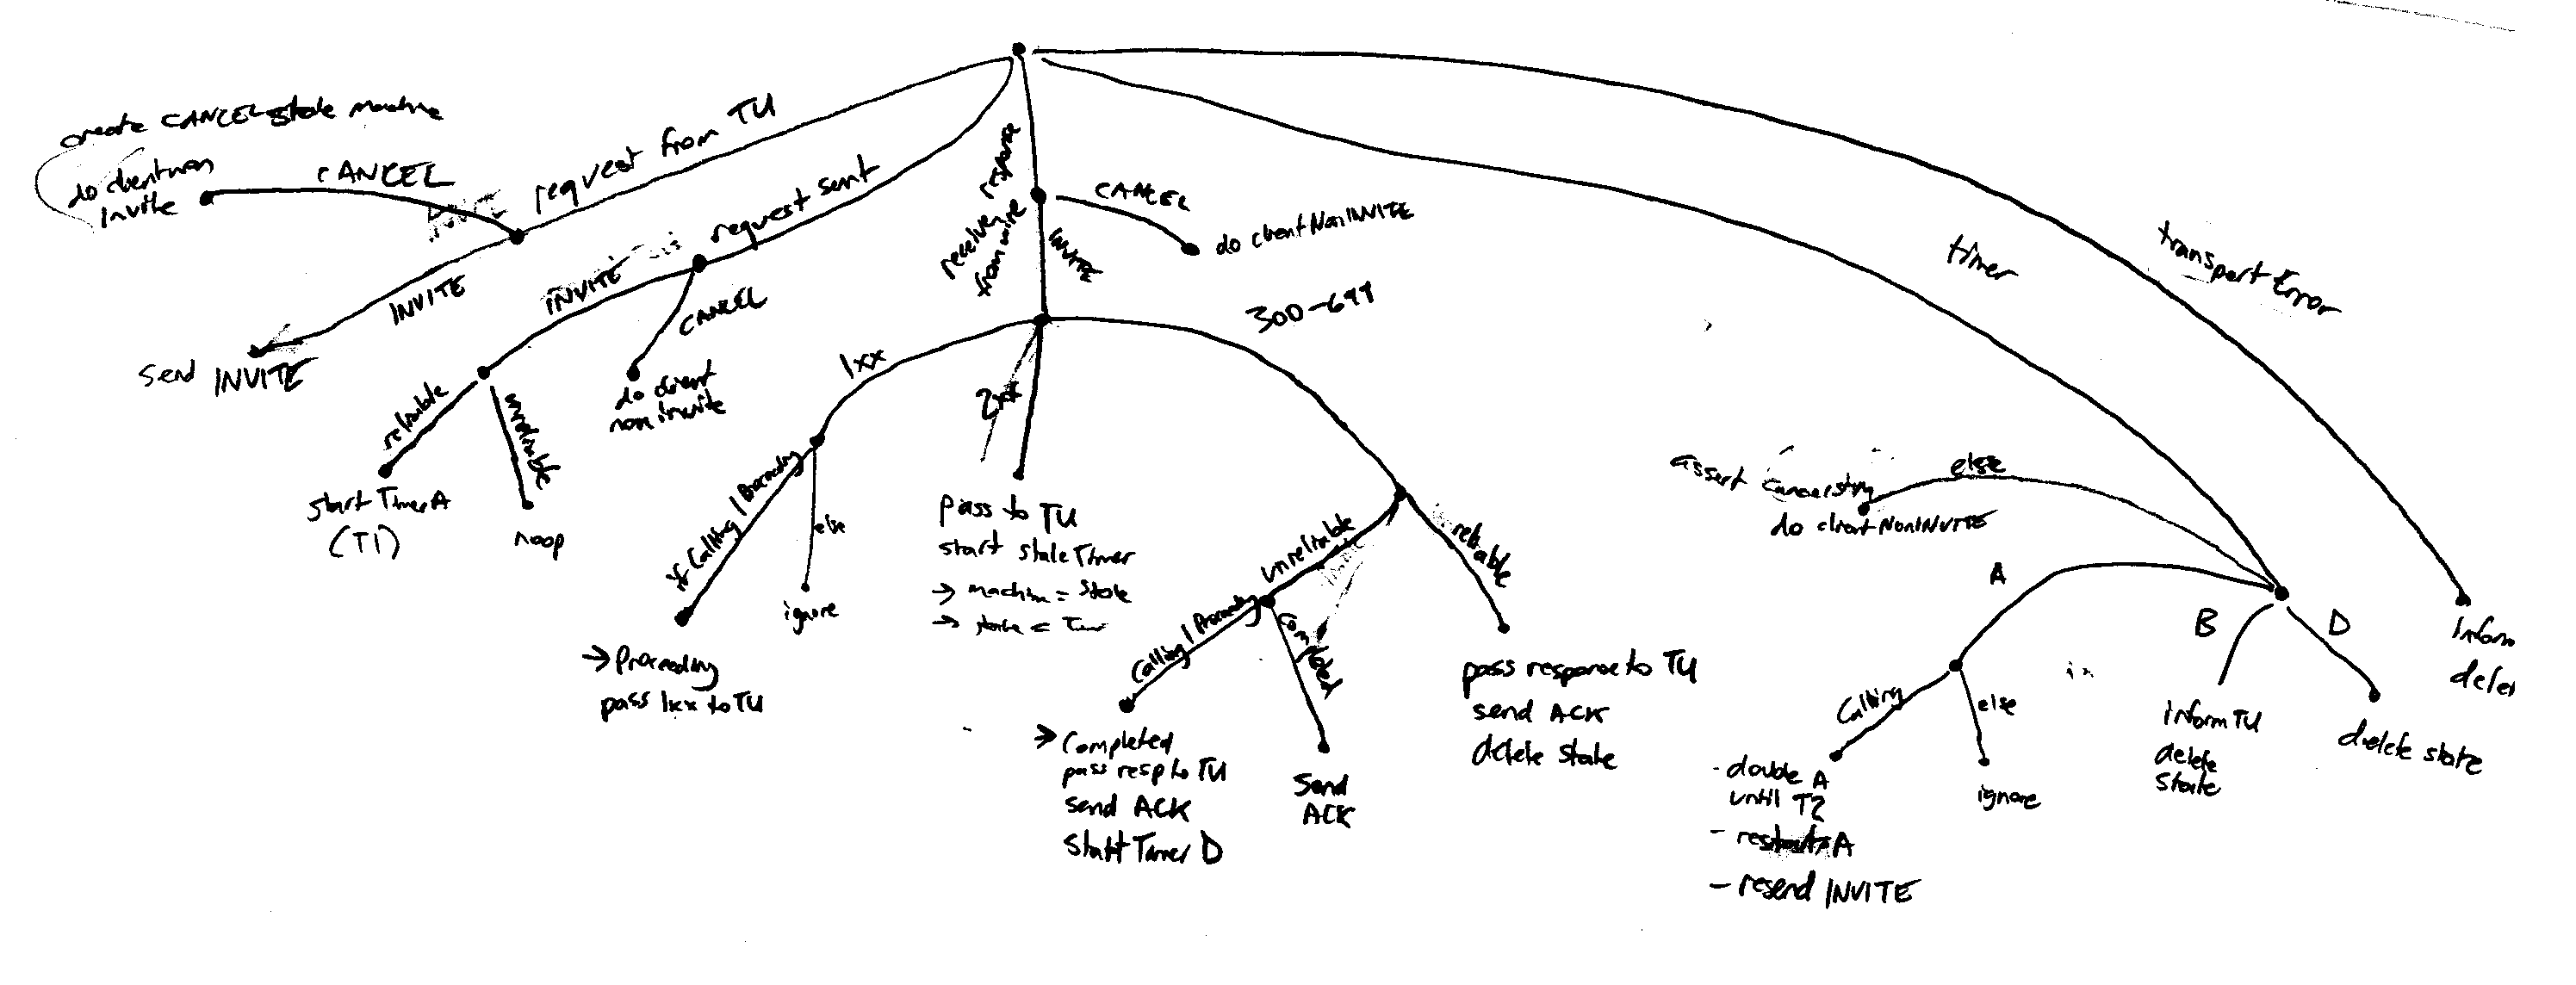 create CANCEL state machine
do clientnon
Invite
CANCEL
request from TU
INVITE
send INVITE
request sent
INVITE
CANCEL
do client
non invite
reliable
unreliable
start Timer A
(T1)
noop
receive response
from wire
CANCEL
do clientNonINVITE
INVITE
1xx
2xx
300-699
if Calling / Proceeding
else
→ Proceeding
pass 1xx to TU
ignore
pass to TU
start stale Timer
→ machine = Stale
unreliable
reliable
Calling / Proceeding
Completed
→ Completed
pass resp to TU
send ACK
start Timer D
Send
ACK
pass response to TU
send ACK
delete state
timer
transport Error
assert
else
do client NonINVITE
A
B
D
Calling
else
- double A
until T2
- restart A
- resend INVITE
ignore
inform TU
delete
state
delete state
Inform
delet